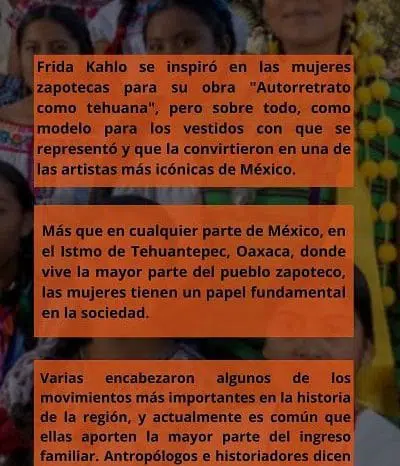 Frida Kahlo se inspiró en las mujeres
zapotecas para su obra "Autorretrato
como tehuana", pero sobre todo, como
modelo para los vestidos con que se
representó y que la convirtieron en una de
las artistas más icónicas de México.
Más que en cualquier parte de México, en
el Istmo de Tehuantepec, Oaxaca, donde
vive la mayor parte del pueblo zapoteco,
las mujeres tienen un papel fundamental
en la sociedad.
Varias encabezaron algunos de los
movimientos más importantes en la historia
de la región, y actualmente es común que
ellas aporten la mayor parte del ingreso
familiar. Antropólogos e historiadores dicen